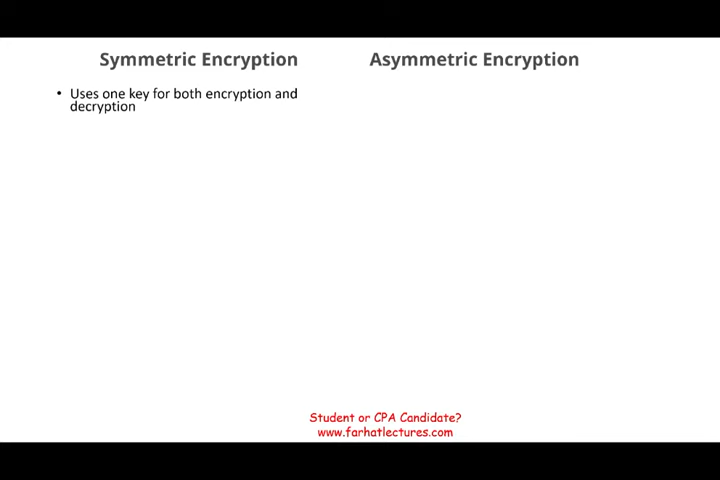 Symmetric Encryption
Asymmetric Encryption
• Uses one key for both encryption and
decryption
Student or CPA Candidate?
www.farhatlectures.com